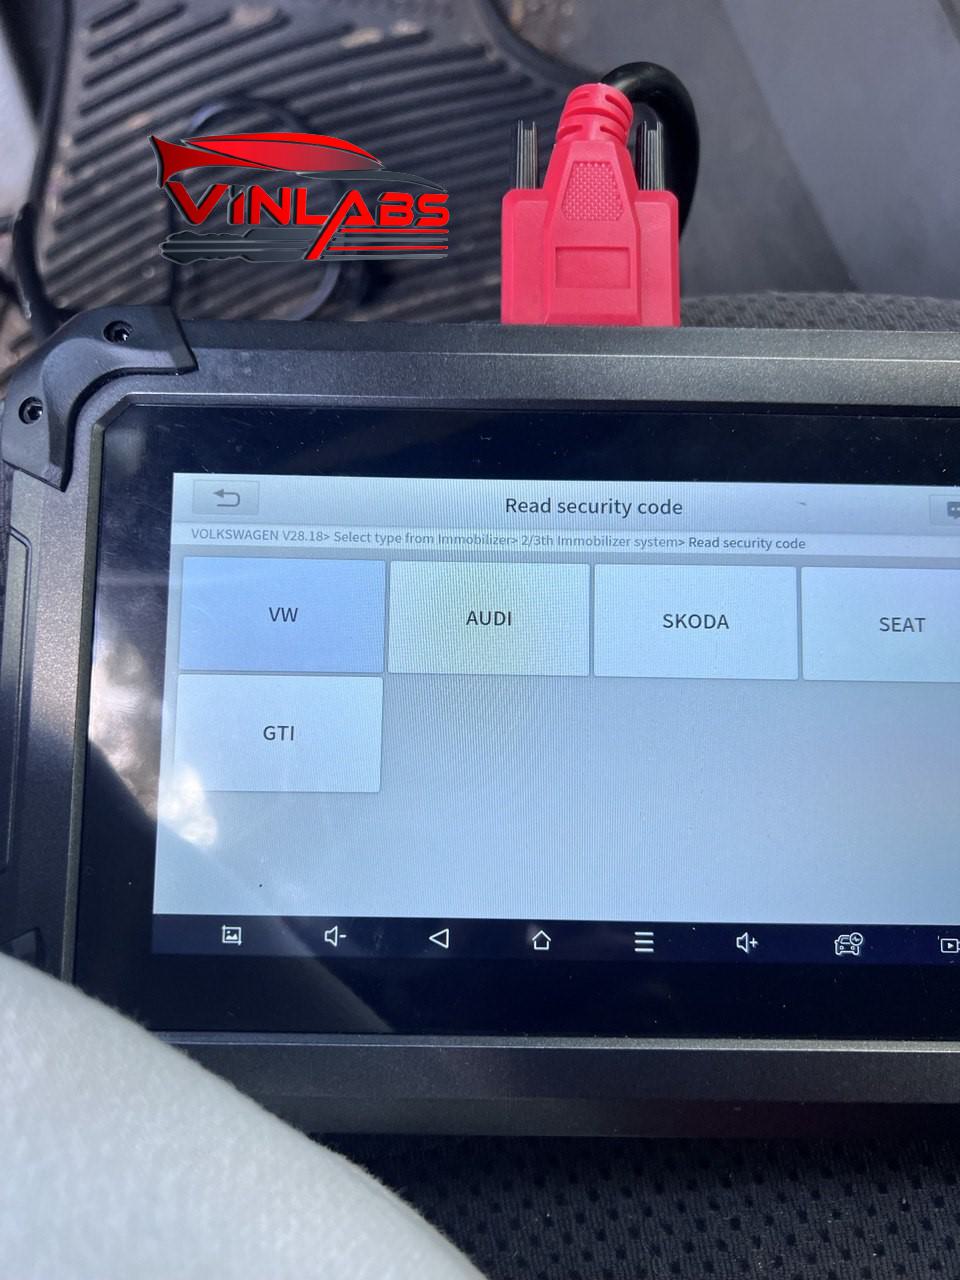 VINLABS
Read security code
VOLKSWAGEN V28.18> Select type from Immobilizer> 2/3th Immobilizer system> Read security code
VW
AUDI
SKODA
SEAT
GTI